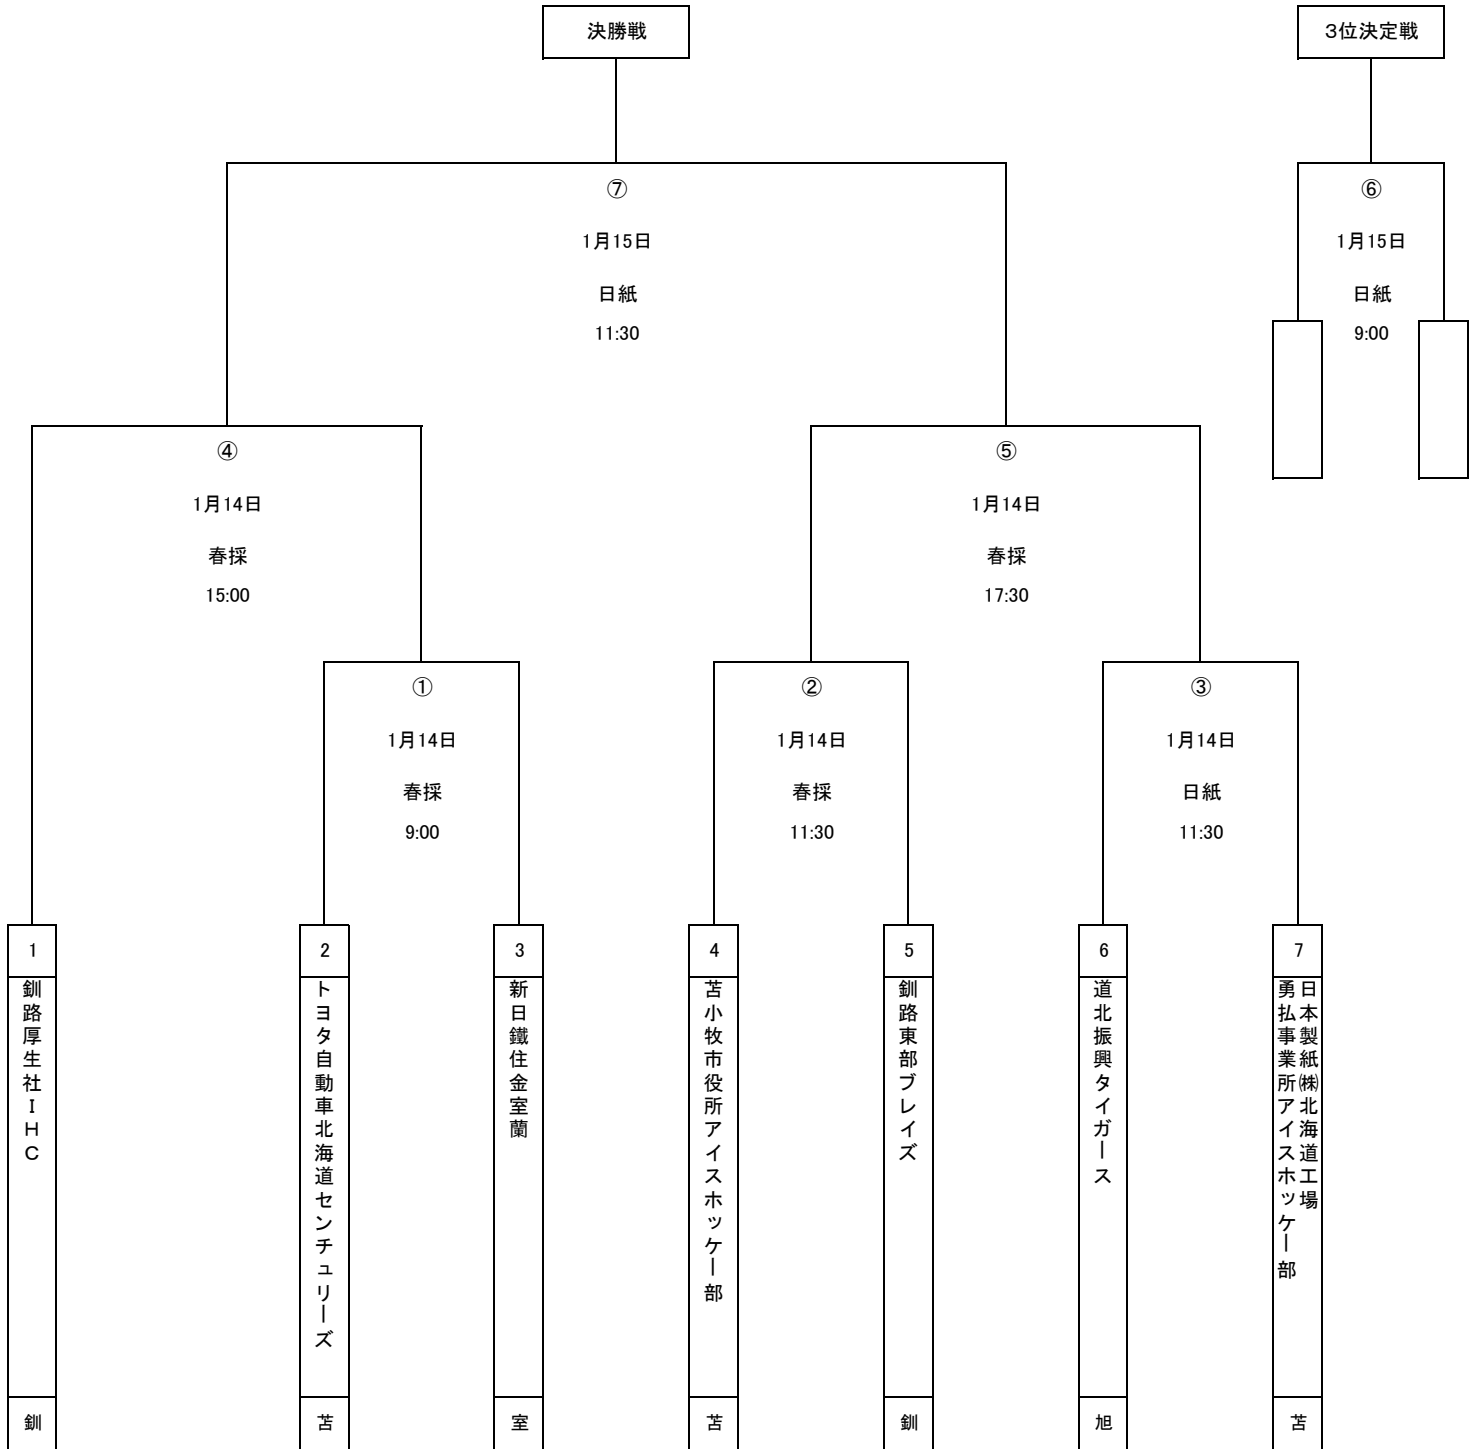 決勝戦
3位決定戦
⑦
1月15日
日紙
11:30
⑥
1月15日
日紙
9:00
④
1月14日
春採
15:00
⑤
1月14日
春採
17:30
①
1月14日
春採
9:00
②
1月14日
春採
11:30
③
1月14日
日紙
11:30
1
釧路厚生社IHC
釧
2
トヨタ自動車北海道センチュリーズ
苫
3
新日鐵住金室蘭
室
4
苫小牧市役所アイスホッケー部
苫
5
釧路東部ブレイズ
釧
6
道北振興タイガース
旭
7
日本製紙㈱北海道工場
勇払事業所アイスホッケー部
苫